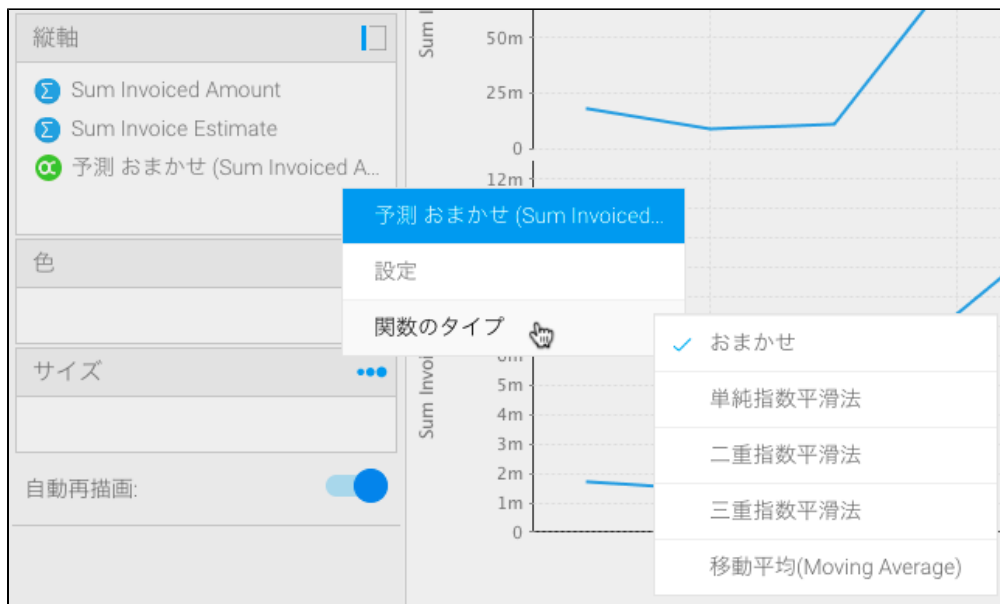 縦軸
Sum Invoiced Amount
Sum Invoice Estimate
予測 おまかせ (Sum Invoiced A...
色
サイズ
自動再描画:
Sum I
50m
25m
0
12m
予測 おまかせ (Sum Invoiced...
設定
関数のタイプ
Sum Invoi
6m
5m
4m
3m
2m
1m
0
おまかせ
単純指数平滑法
二重指数平滑法
三重指数平滑法
移動平均(Moving Average)